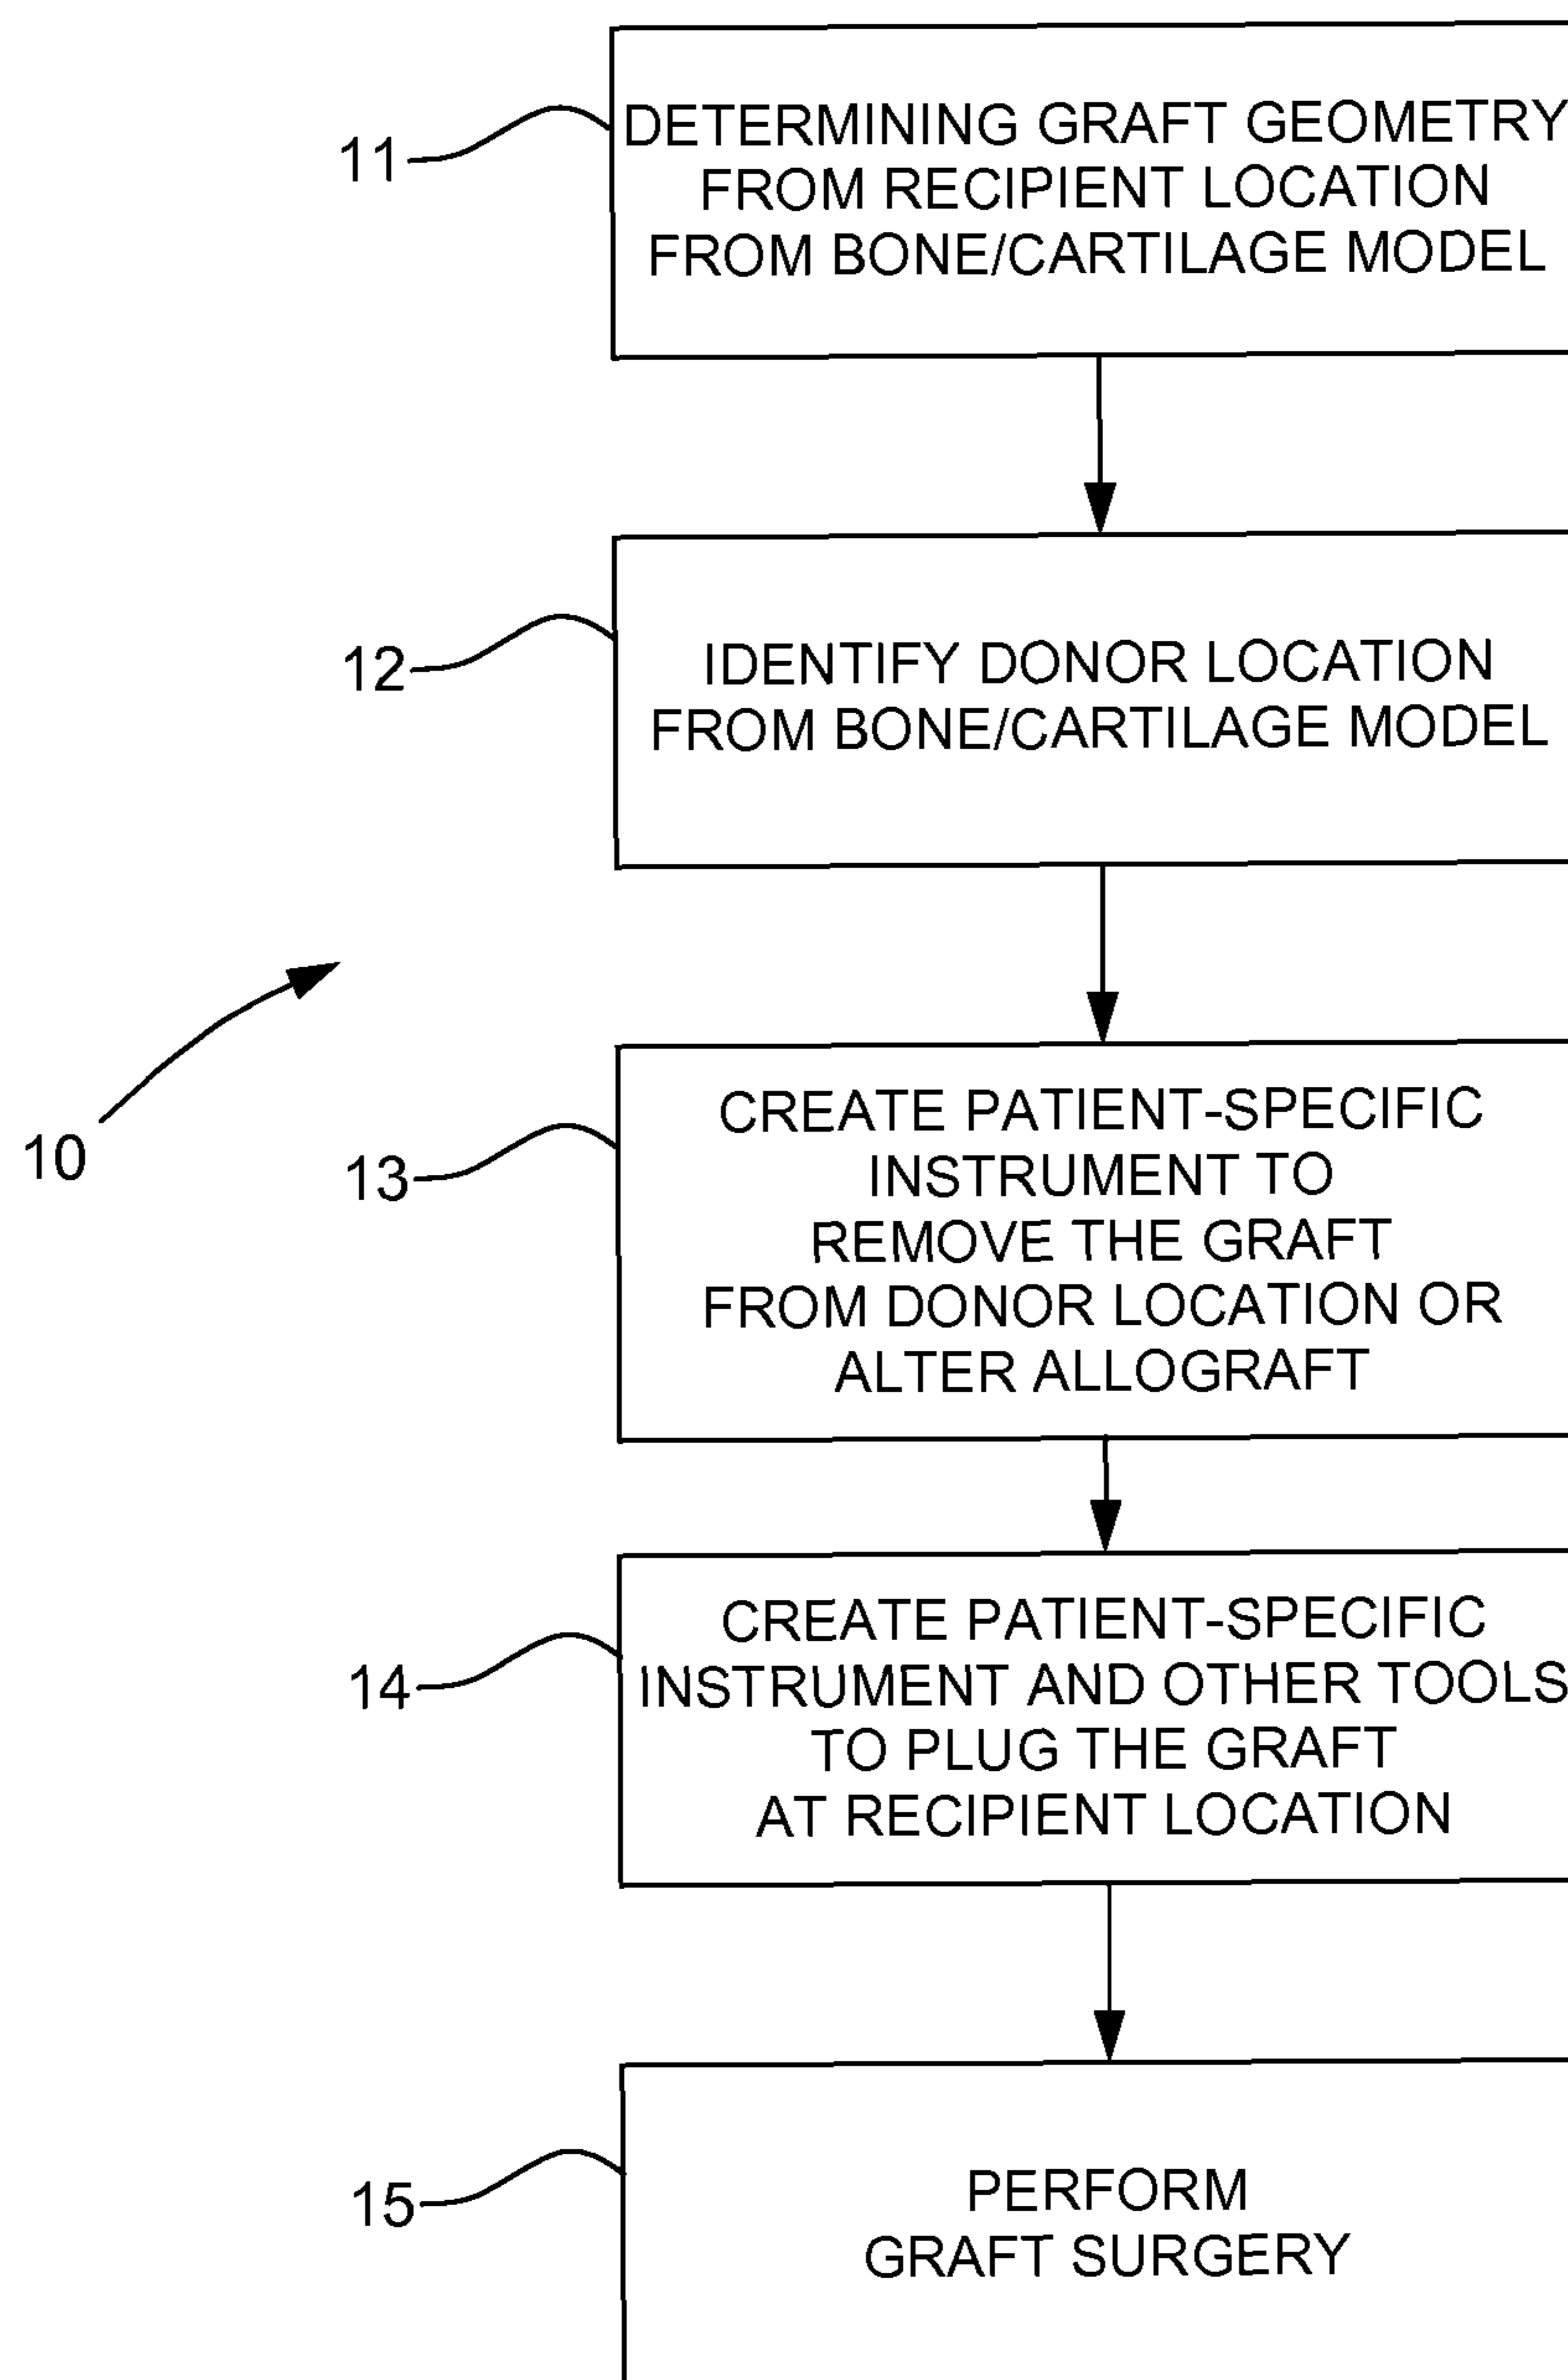 11
DETERMINING GRAFT GEOMETRY
FROM RECIPIENT LOCATION
FROM BONE/CARTILAGE MODEL
12
IDENTIFY DONOR LOCATION
FROM BONE/CARTILAGE MODEL
10
13
CREATE PATIENT-SPECIFIC
INSTRUMENT TO
REMOVE THE GRAFT
FROM DONOR LOCATION OR
ALTER ALLOGRAFT
14
CREATE PATIENT-SPECIFIC
INSTRUMENT AND OTHER TOOLS
TO PLUG THE GRAFT
AT RECIPIENT LOCATION
15
PERFORM
GRAFT SURGERY